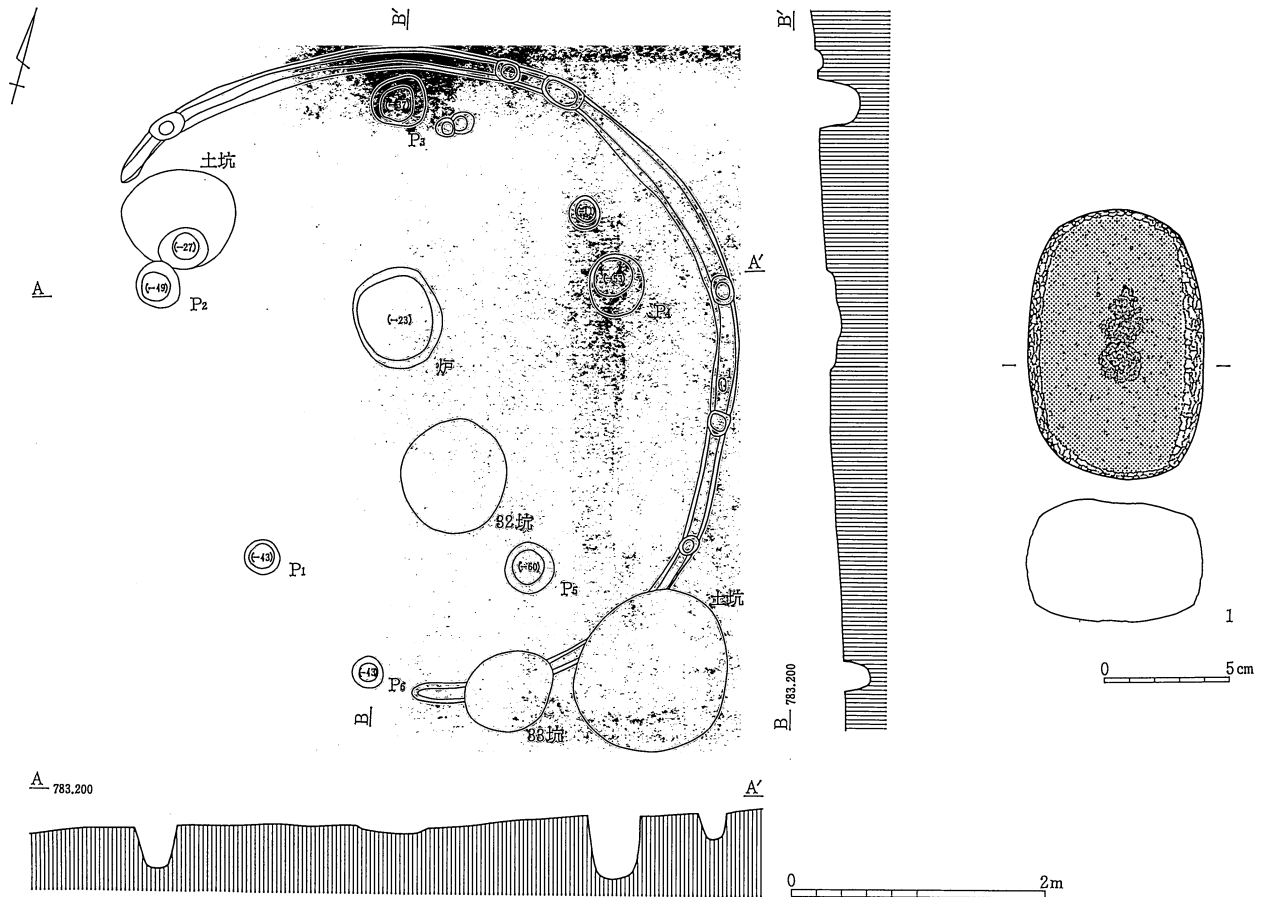 B′
B′
P₃
土坑
(-27)
A′
A
(-49)
P₂
(-23)
炉
32坑
(-43)
P₁
(-60)
P₅
土坑
(-43)
P₆
B
33坑
B 783.200
1
0 5cm
A 783.200
A′
0 2m